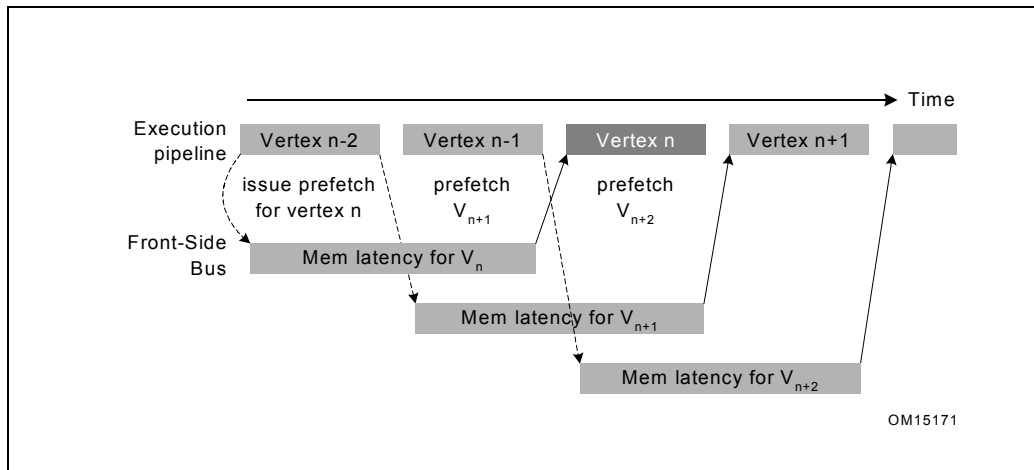 Time
Execution
pipeline
Vertex n-2
Vertex n-1
Vertex n
Vertex n+1
issue prefetch
for vertex n
prefetch
Vn+1
prefetch
Vn+2
Front-Side
Bus
Mem latency for Vn
Mem latency for Vn+1
Mem latency for Vn+2
OM15171